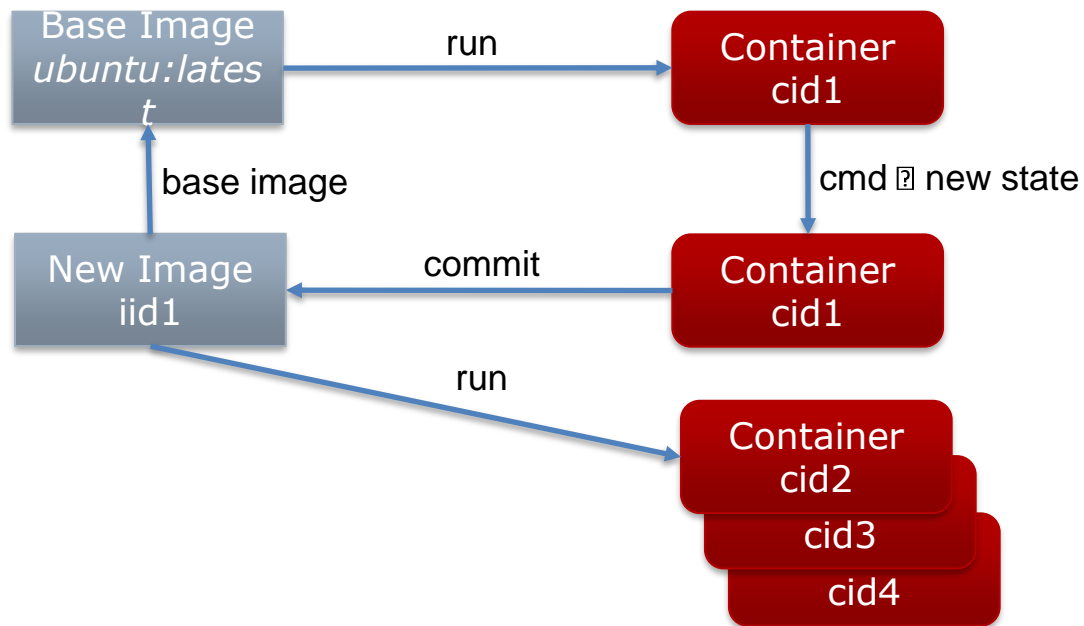 Base Image
ubuntu:lates
t
run
Container
cid1
base image
cmd ⍰ new state
New Image
iid1
commit
Container
cid1
run
Container
cid2
cid3
cid4